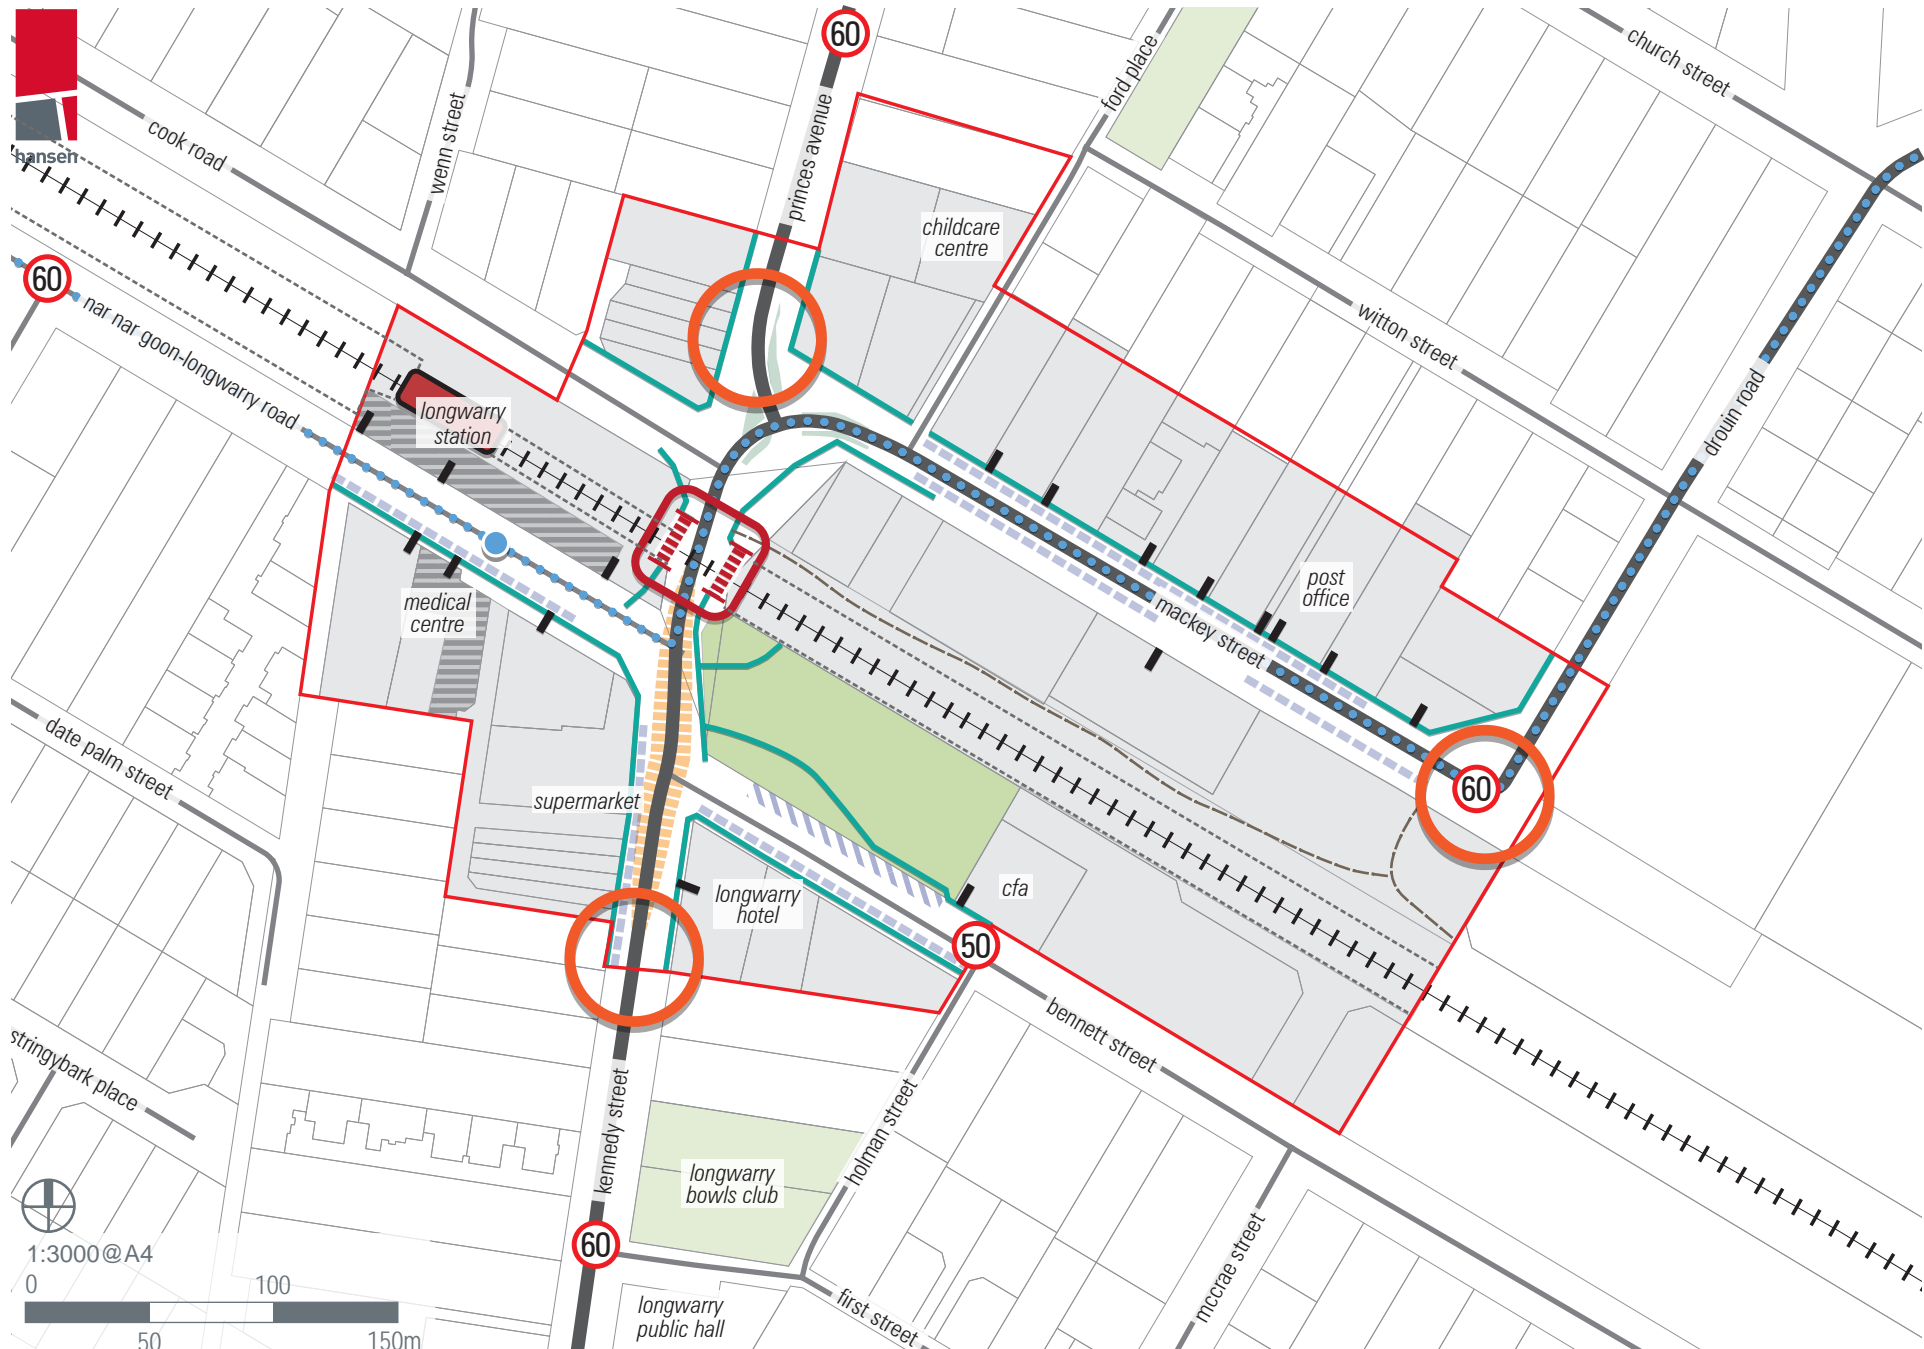 60
church street
ford place
hansen
cook road
wenn street
princes avenue
childcare
centre
60
nar nar goon-longwarry road
witton street
drouin road
longwarry
station
post
office
medical
centre
mackey street
date palm street
60
supermarket
longwarry
hotel
cfa
50
bennett street
stringybark place
kennedy street
holman street
longwarry
bowls club
60
mccrae street
1:3000@A4
0
100
50
150m
longwarry
public hall
first street